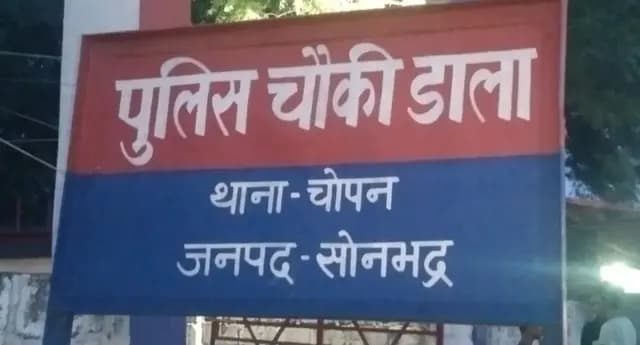 पुलिस चौकी डाला
थाना - चोपन
जनपद - सोनभद्र